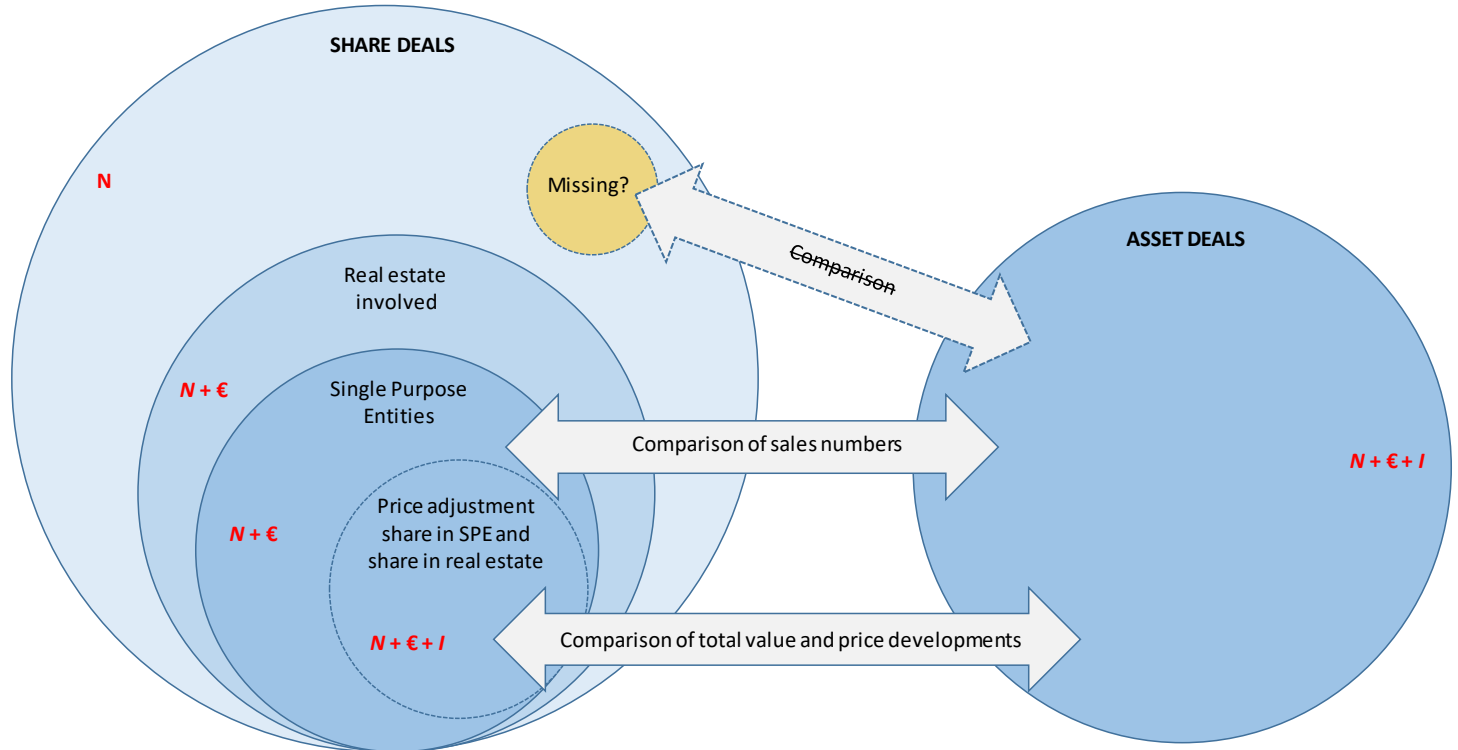 SHARE DEALS
N
Missing?
Comparison
ASSET DEALS
Real estate
involved
N + €
Single Purpose
Entities
Comparison of sales numbers
N + € + I
Price adjustment
share in SPE and
share in real estate
N + €
N + € + I
Comparison of total value and price developments